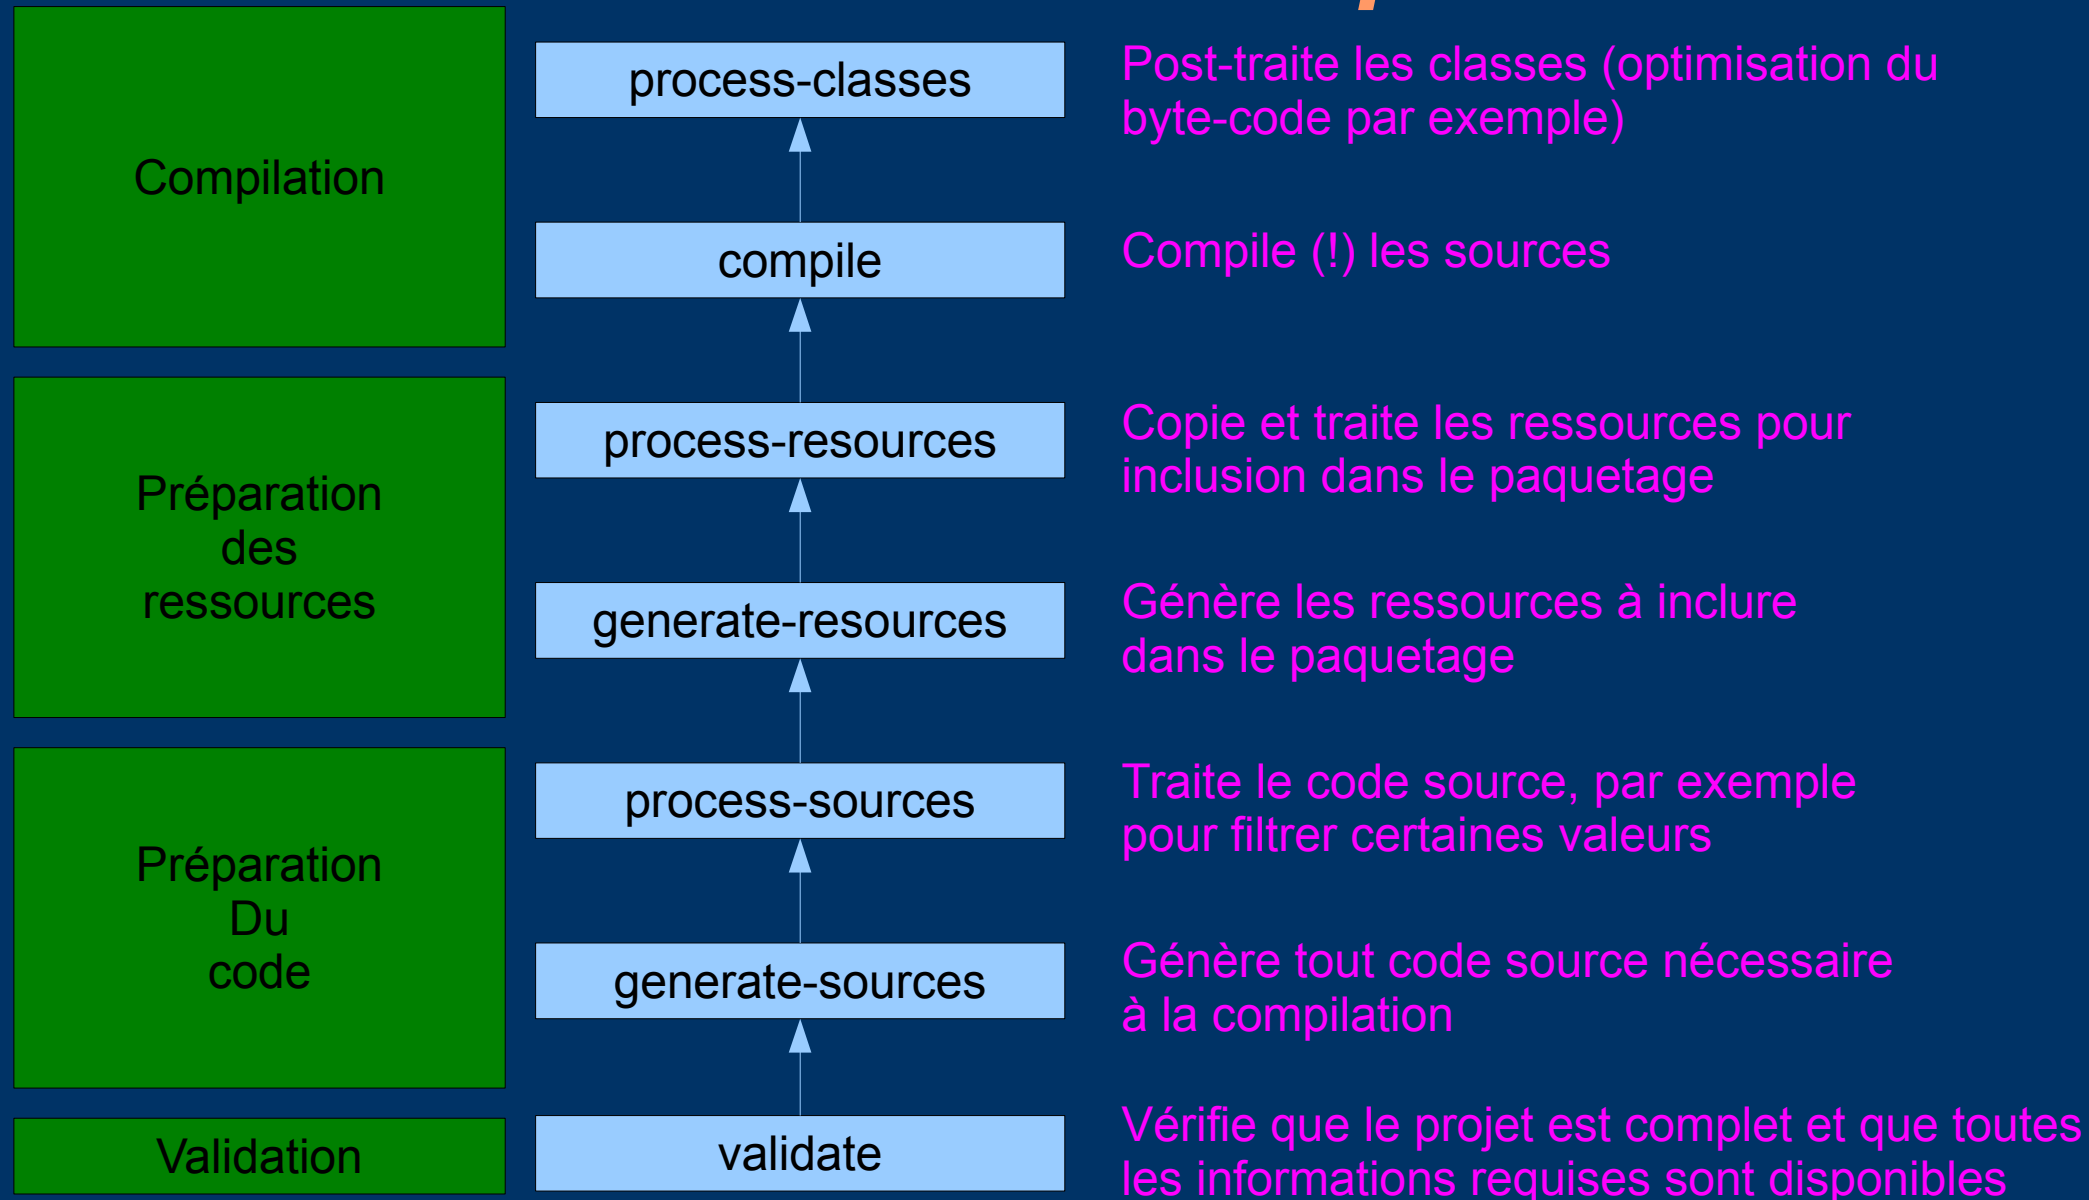 Compilation
process-classes
Post-traite les classes (optimisation du
byte-code par exemple)
compile
Compile (!) les sources
Préparation
des
ressources
process-resources
Copie et traite les ressources pour
inclusion dans le paquetage
generate-resources
Génère les ressources à inclure
dans le paquetage
Préparation
Du
code
process-sources
Traite le code source, par exemple
pour filtrer certaines valeurs
generate-sources
Génère tout code source nécessaire
à la compilation
Validation
validate
Vérifie que le projet est complet et que toutes
les informations requises sont disponibles